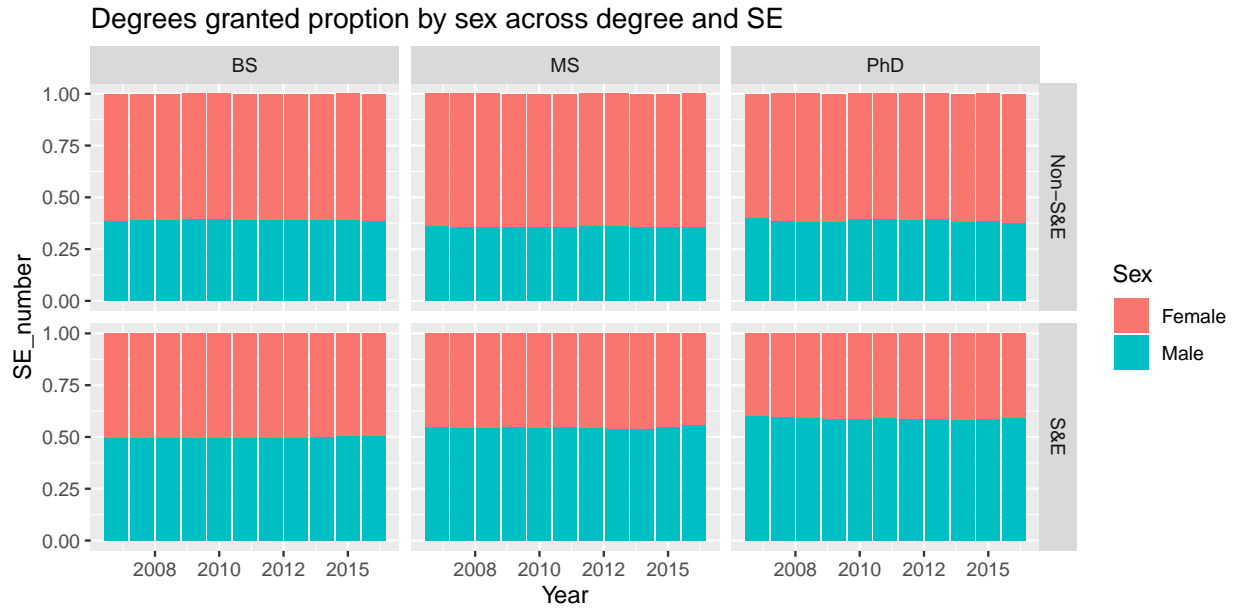 Degrees granted proption by sex across degree and SE
BS
MS
PhD
1.00
0.75
0.50
0.25
0.00
Non−S&E
1.00
0.75
0.50
0.25
0.00
S&E
SE_number
2008
2010
2012
2015
2008
2010
2012
2015
2008
2010
2012
2015
Year
Sex
Female
Male